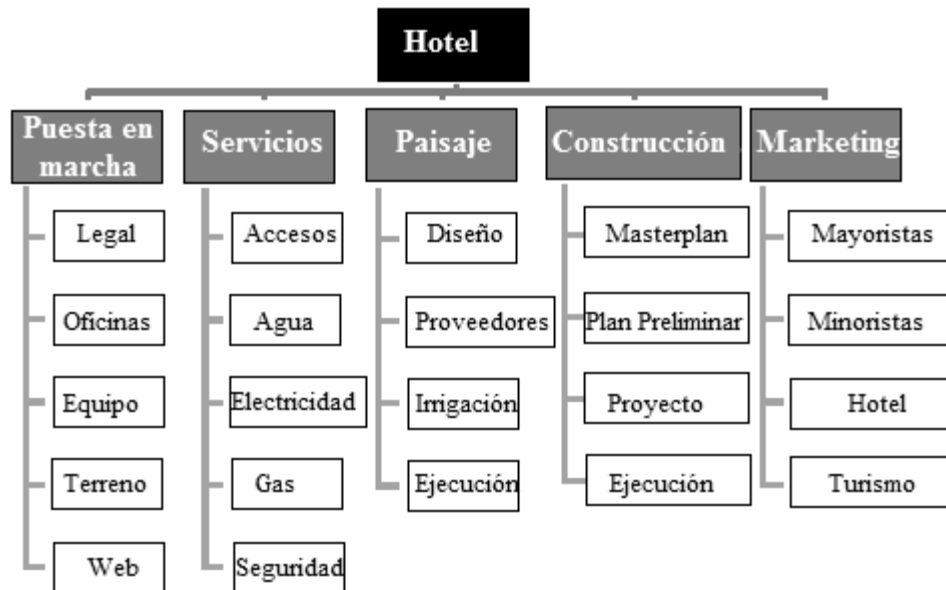 Hotel
Puesta en
marcha
Servicios
Paisaje
Construcción
Marketing
Legal
Oficinas
Equipo
Terreno
Web
Accesos
Agua
Electricidad
Gas
Seguridad
Diseño
Proveedores
Irrigación
Ejecución
Masterplan
Plan Preliminar
Proyecto
Ejecución
Mayoristas
Minoristas
Hotel
Turismo